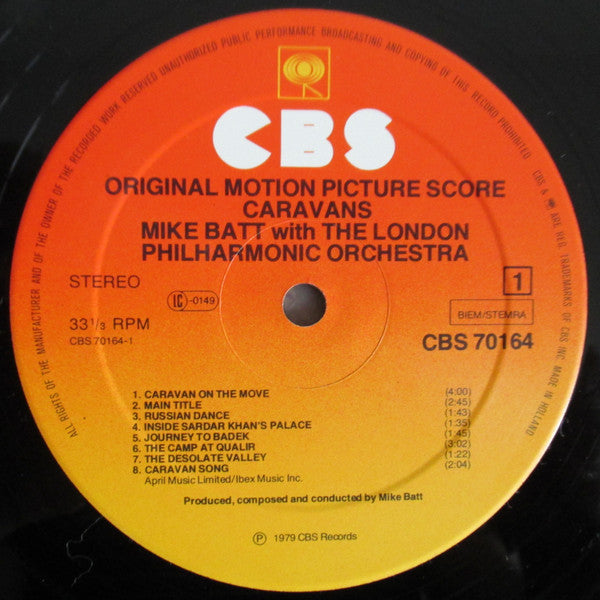 ALL RIGHTS OF THE MANUFACTURER AND OF THE OWNER OF THE RECORDED WORK RESERVED UNAUTHORIZED PUBLIC PERFORMANCE BROADCASTING AND COPYING OF THIS RECORD PROHIBITED
CBS & ARE REG. TRADEMARKS OF CBS INC. MADE IN HOLLAND
CBS
ORIGINAL MOTION PICTURE SCORE
CARAVANS
MIKE BATT with THE LONDON
PHILHARMONIC ORCHESTRA
STEREO LC-0149 1
33⅓ RPM BIEM/STEMRA
CBS 70164-1 CBS 70164
1. CARAVAN ON THE MOVE (4:00)
2. MAIN TITLE (2:45)
3. RUSSIAN DANCE (1:43)
4. INSIDE SARDAR KHAN'S PALACE (1:35)
5. JOURNEY TO BADEK (1:45)
6. THE CAMP AT QUALIR (3:02)
7. THE DESOLATE VALLEY (1:22)
8. CARAVAN SONG (2:04)
April Music Limited/Ibex Music Inc.
Produced, composed and conducted by Mike Batt
Ⓟ 1979 CBS Records